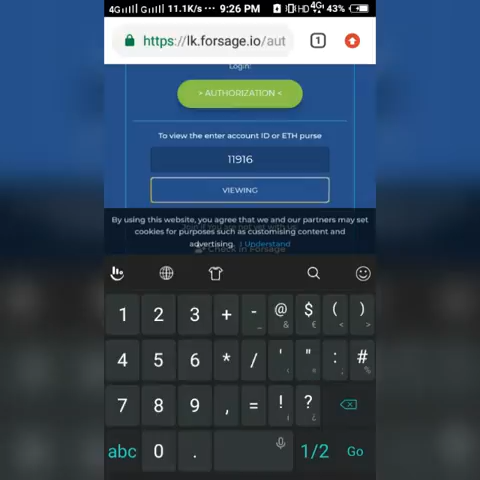 4G 4G 11.1K/s ··· 9:26 PM HD 4G 43%
https://lk.forsage.io/aut 1
Login:
> AUTHORIZATION <
To view the enter account ID or ETH purse
11916
VIEWING
By using this website, you agree that we and our partners may set
cookies for purposes such as customising content and
advertising. I Understand
Check in Forsage
1 2 3 + - _ @ & $ € ( < ) >
4 5 6 * / ' " : ; # %
7 8 9 , = ! ¡ ? ¿
abc 0 . 1/2 Go